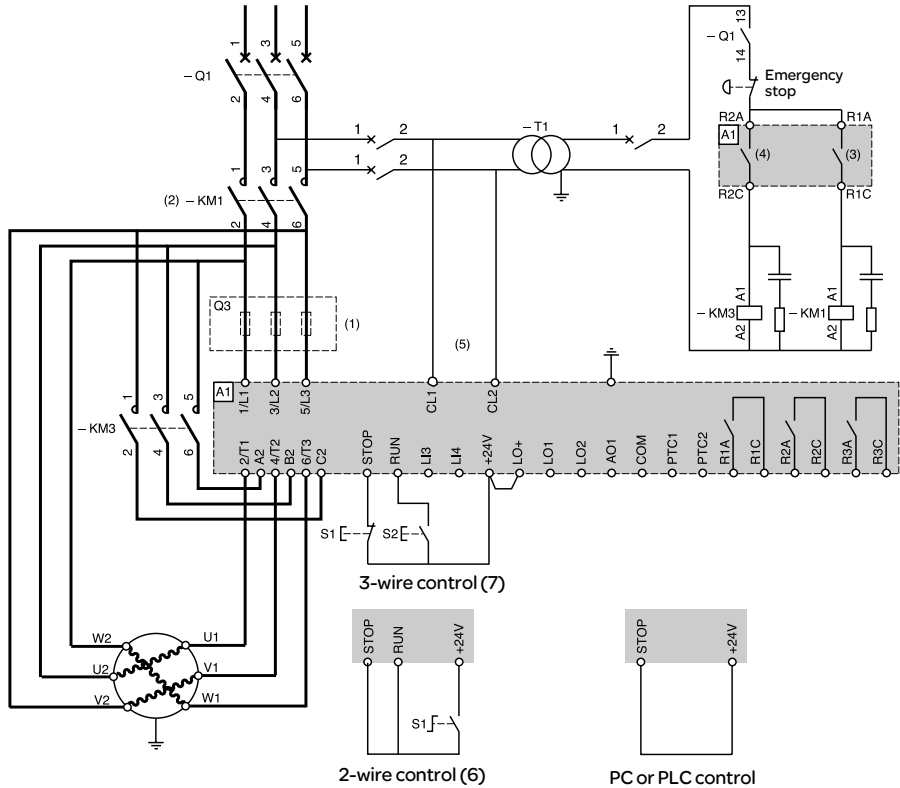 1 3 5
– Q1
2 4 6
1 2
1 2
– T1
1 2
13
– Q1
14
Emergency
stop
R2A R1A
A1
(4) (3)
R2C R1C
1 3 5
(2) – KM1
2 4 6
A1 A1
– KM3 – KM1
A2 A2
Q3
(1)
(5)
A1
1/L1 3/L2 5/L3 CL1 CL2
1 3 5
– KM3
2 4 6
2/T1 A2 4/T2 B2 6/T3 C2 STOP RUN LI3 LI4 +24V LO+ LO1 LO2 AO1 COM PTC1 PTC2 R1A R1C R2A R2C R3A R3C
S1 S2
3-wire control (7)
W2 U1
U2 V1
V2 W1
STOP RUN +24V
S1
2-wire control (6)
STOP +24V
PC or PLC control